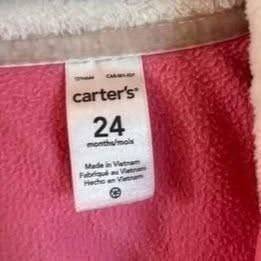 carter's®
24
months/mois
Made in Vietnam
Fabriqué au Vietnam
Hecho en Vietnam